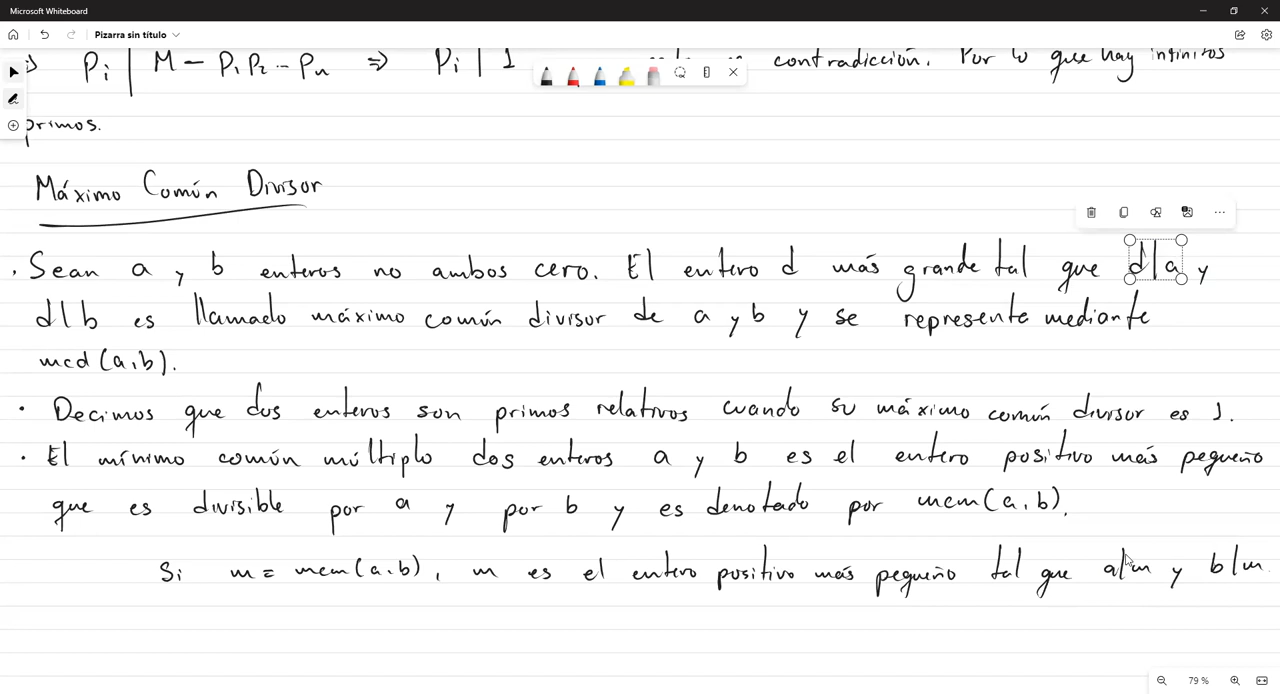 Microsoft Whiteboard
Pizarra sin título
Pi | M - P1 P2 ... Pn ⇒ Pi | 1 contradicción. Por lo que hay infinitos
primos.
Máximo Común Divisor
· Sean a y b enteros no ambos cero. El entero d más grande tal que d|a y
d|b es llamado máximo común divisor de a y b y se representa mediante
mcd(a,b).
· Decimos que dos enteros son primos relativos cuando su máximo común divisor es 1.
· El mínimo común múltiplo dos enteros a y b es el entero positivo más pequeño
que es divisible por a y por b y es denotado por mcm(a,b).
Si m = mcm(a,b), m es el entero positivo más pequeño tal que a|m y b|m.
79 %